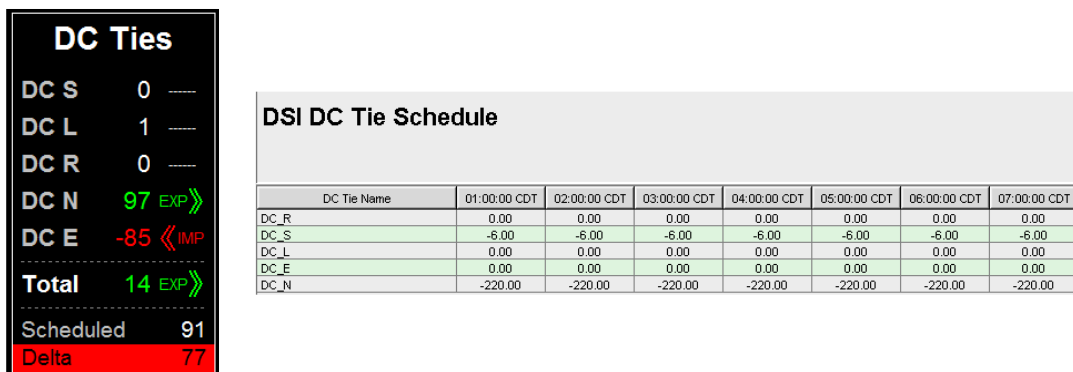 DC Ties
DC S 0 -----
DC L 1 -----
DC R 0 -----
DC N 97 EXP
DC E -85 IMP
Total 14 EXP
Scheduled 91
Delta 77
DSI DC Tie Schedule
DC Tie Name 01:00:00 CDT 02:00:00 CDT 03:00:00 CDT 04:00:00 CDT 05:00:00 CDT 06:00:00 CDT 07:00:00 CDT
DC_R 0.00 0.00 0.00 0.00 0.00 0.00 0.00
DC_S -6.00 -6.00 -6.00 -6.00 -6.00 -6.00 -6.00
DC_L 0.00 0.00 0.00 0.00 0.00 0.00 0.00
DC_E 0.00 0.00 0.00 0.00 0.00 0.00 0.00
DC_N -220.00 -220.00 -220.00 -220.00 -220.00 -220.00 -220.00